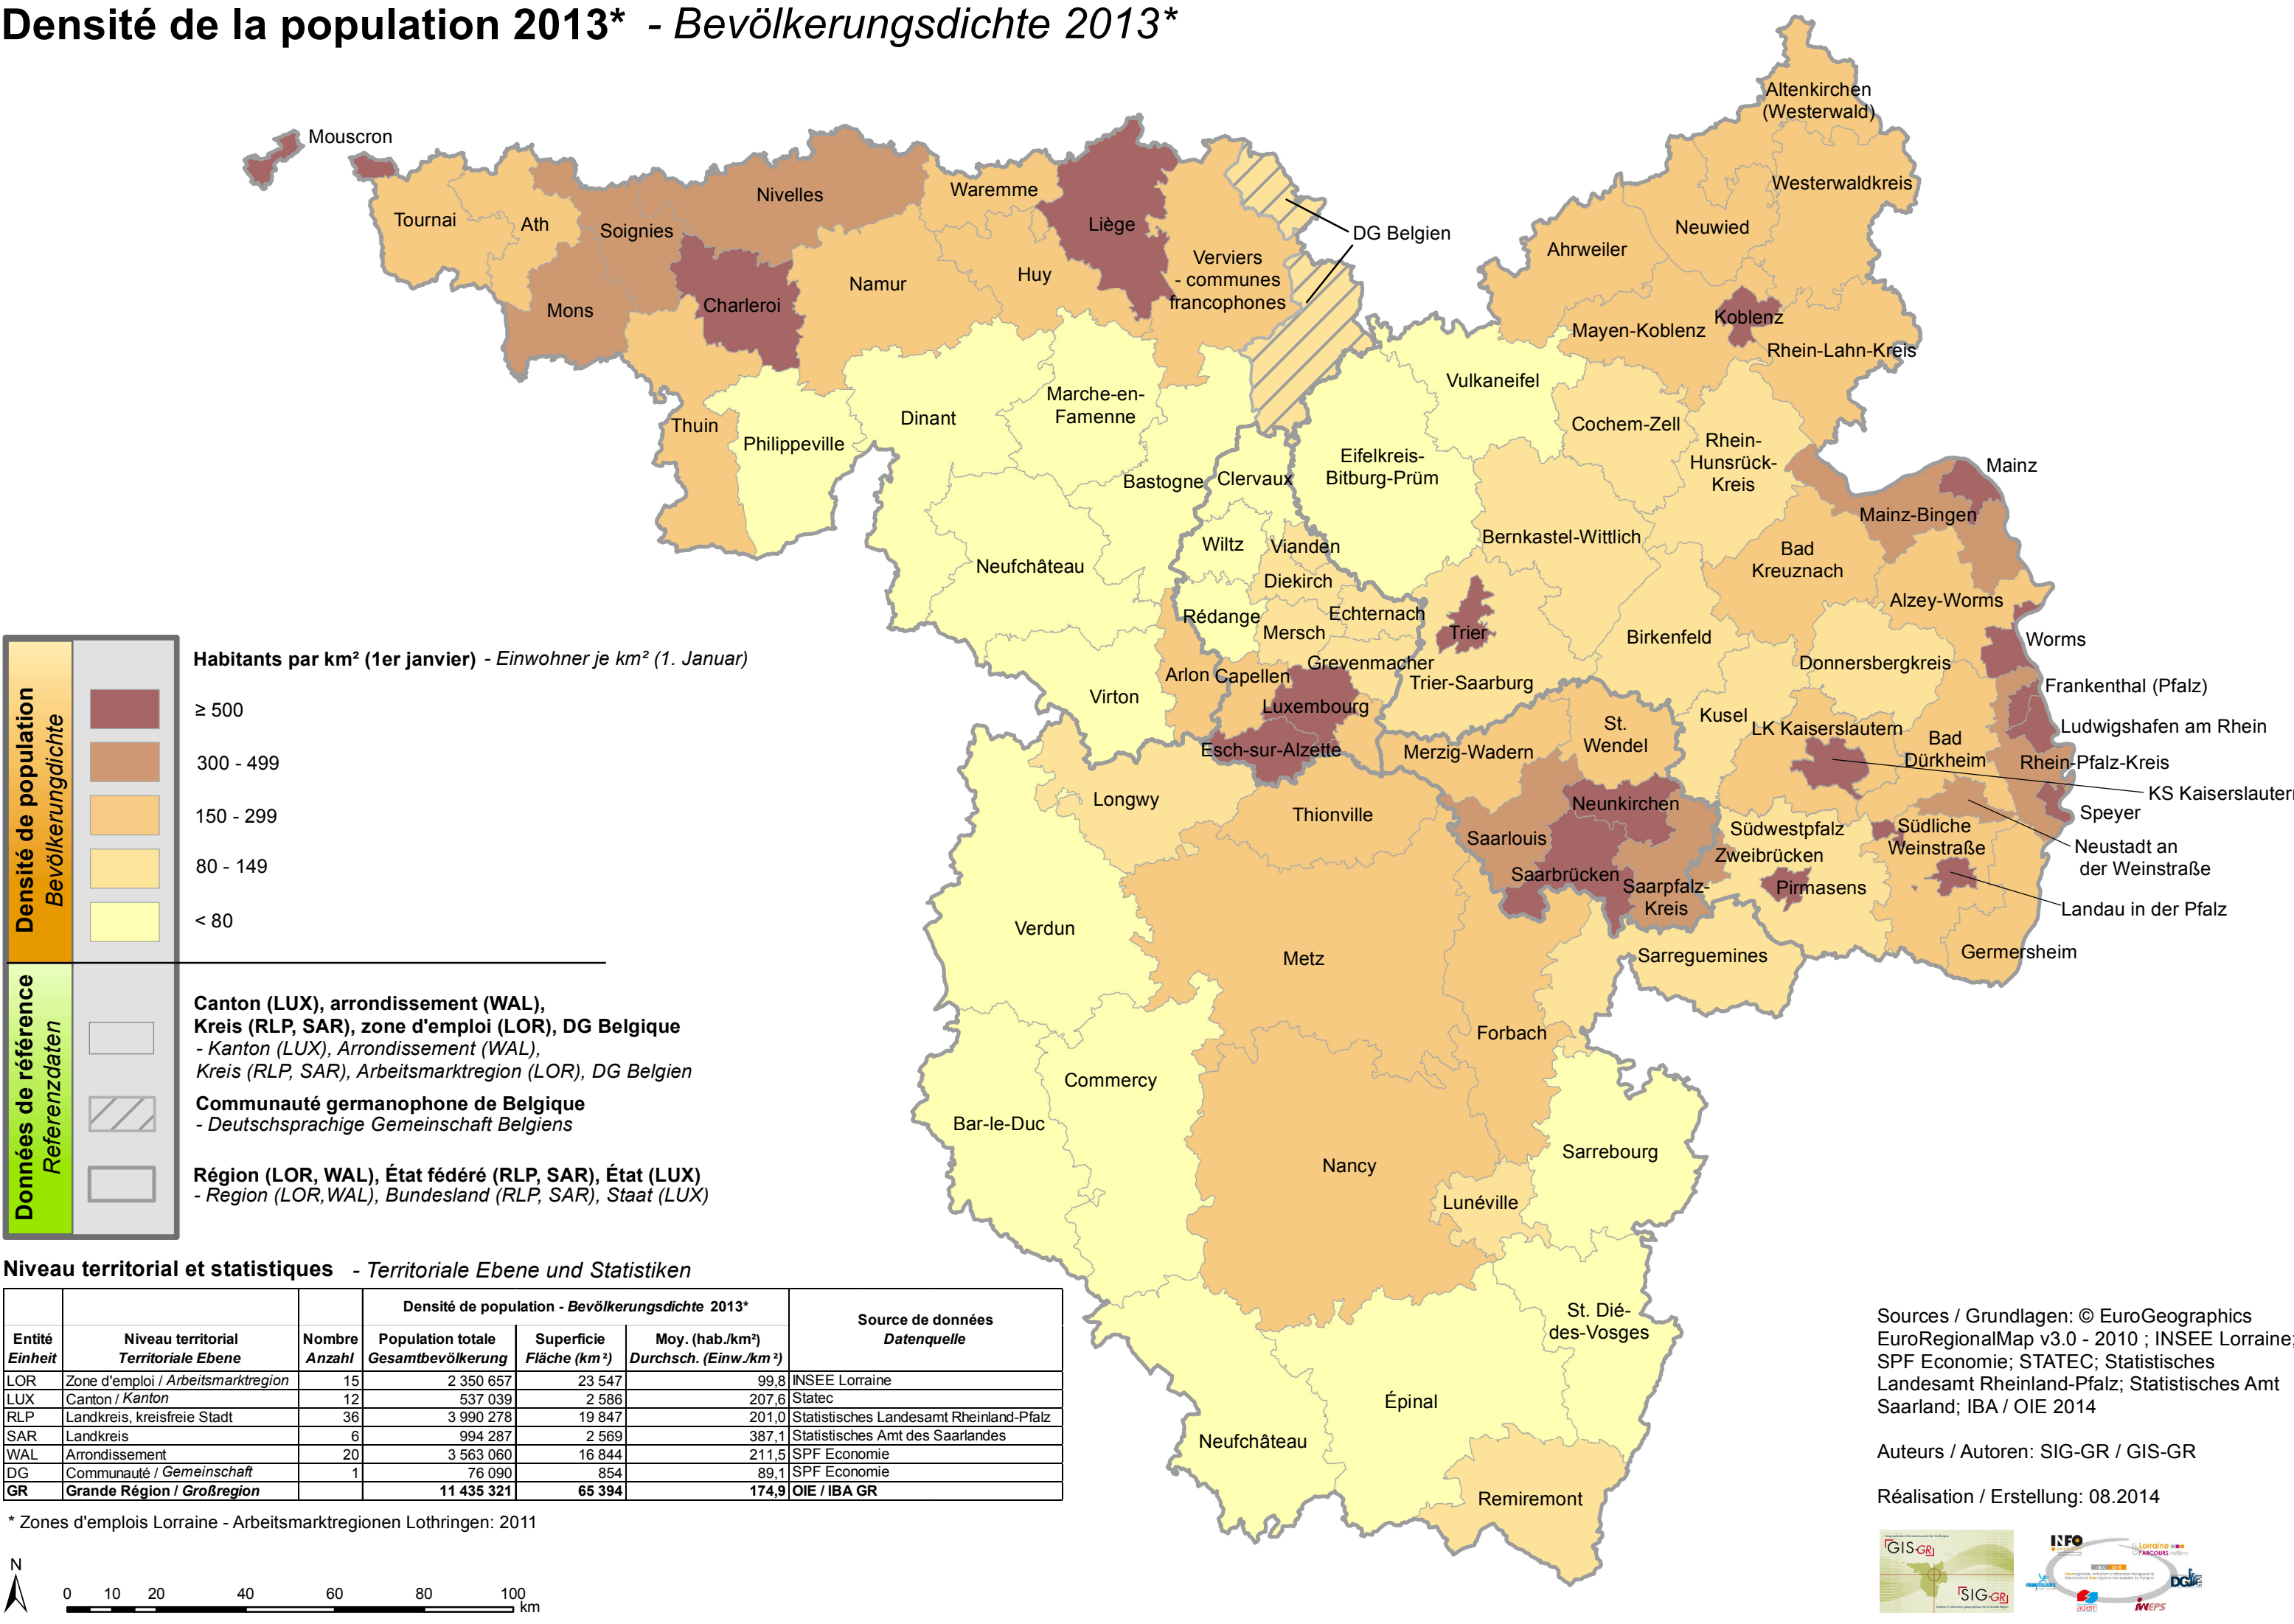 Densité de la population 2013* - Bevölkerungsdichte 2013*
Altenkirchen
(Westerwald)
Mouscron
Westerwaldkreis
Nivelles
Waremme
Tournai
Ath
Soignies
Liège
Neuwied
DG Belgien
Ahrweiler
Verviers
- communes
francophones
Huy
Namur
Charleroi
Mons
Koblenz
Mayen-Koblenz
Rhein-Lahn-Kreis
Vulkaneifel
Marche-en-
Famenne
Dinant
Thuin
Philippeville
Cochem-Zell
Rhein-
Hunsrück-
Kreis
Eifelkreis-
Bitburg-Prüm
Mainz
Bastogne
Clervaux
Mainz-Bingen
Bernkastel-Wittlich
Wiltz
Vianden
Bad
Kreuznach
Neufchâteau
Diekirch
Alzey-Worms
Rédange
Echternach
Mersch
Trier
Birkenfeld
Worms
Grevenmacher
Donnersbergkreis
Arlon
Capellen
Trier-Saarburg
Frankenthal (Pfalz)
Virton
Luxembourg
Kusel
LK Kaiserslautern
Ludwigshafen am Rhein
St.
Wendel
Bad
Dürkheim
Esch-sur-Alzette
Merzig-Wadern
Rhein-Pfalz-Kreis
KS Kaiserslautern
Longwy
Thionville
Neunkirchen
Speyer
Saarlouis
Südwestpfalz
Südliche
Weinstraße
Neustadt an
der Weinstraße
Zweibrücken
Saarbrücken
Saarpfalz-
Kreis
Pirmasens
Landau in der Pfalz
Verdun
Metz
Sarreguemines
Germersheim
Forbach
Commercy
Bar-le-Duc
Nancy
Sarrebourg
Lunéville
St. Dié-
des-Vosges
Épinal
Neufchâteau
Remiremont
Densité de population
Bevölkerungdichte
Habitants par km² (1er janvier) - Einwohner je km² (1. Januar)
≥ 500
300 - 499
150 - 299
80 - 149
< 80
Données de référence
Referenzdaten
Canton (LUX), arrondissement (WAL),
Kreis (RLP, SAR), zone d'emploi (LOR), DG Belgique
- Kanton (LUX), Arrondissement (WAL),
Kreis (RLP, SAR), Arbeitsmarktregion (LOR), DG Belgien
Communauté germanophone de Belgique
- Deutschsprachige Gemeinschaft Belgiens
Région (LOR, WAL), État fédéré (RLP, SAR), État (LUX)
- Region (LOR,WAL), Bundesland (RLP, SAR), Staat (LUX)
Niveau territorial et statistiques - Territoriale Ebene und Statistiken
Densité de population - Bevölkerungsdichte 2013*
Source de données
Datenquelle
Entité Niveau territorial Nombre Population totale Superficie Moy. (hab./km²)
Einheit Territoriale Ebene Anzahl Gesamtbevölkerung Fläche (km²) Durchsch. (Einw./km²)
LOR Zone d'emploi / Arbeitsmarktregion 15 2 350 657 23 547 99,8 INSEE Lorraine
LUX Canton / Kanton 12 537 039 2 586 207,6 Statec
RLP Landkreis, kreisfreie Stadt 36 3 990 278 19 847 201,0 Statistisches Landesamt Rheinland-Pfalz
SAR Landkreis 6 994 287 2 569 387,1 Statistisches Amt des Saarlandes
WAL Arrondissement 20 3 563 060 16 844 211,5 SPF Economie
DG Communauté / Gemeinschaft 1 76 090 854 89,1 SPF Economie
GR Grande Région / Großregion 11 435 321 65 394 174,9 OIE / IBA GR
* Zones d'emplois Lorraine - Arbeitsmarktregionen Lothringen: 2011
N
0 10 20 40 60 80 100
km
Sources / Grundlagen: © EuroGeographics
EuroRegionalMap v3.0 - 2010 ; INSEE Lorraine;
SPF Economie; STATEC; Statistisches
Landesamt Rheinland-Pfalz; Statistisches Amt
Saarland; IBA / OIE 2014
Auteurs / Autoren: SIG-GR / GIS-GR
Réalisation / Erstellung: 08.2014
GIS-GR
SIG-GR
INFO
Lorraine
PARCOURS
DG
adem
IWEPS